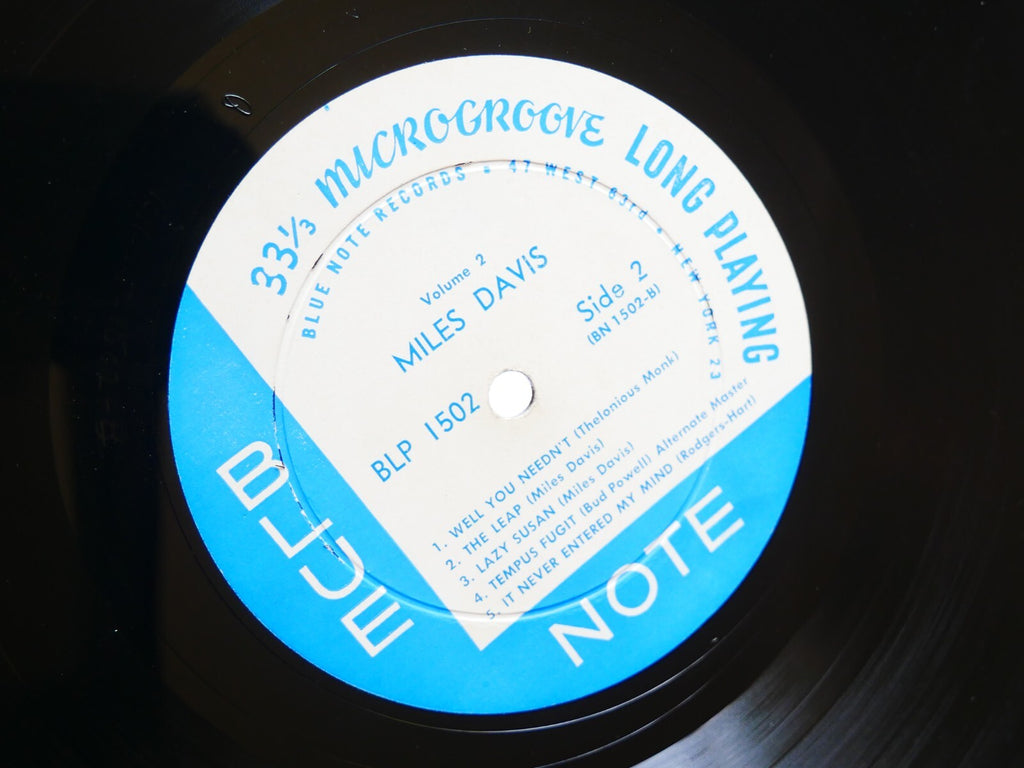 33⅓ MICROGROOVE LONG PLAYING
BLUE NOTE RECORDS • 47 WEST 63rd • NEW YORK 23
Volume 2
MILES DAVIS
Side 2
(BN 1502-B)
BLP 1502
1. WELL YOU NEEDN'T (Thelonious Monk)
2. THE LEAP (Miles Davis)
3. LAZY SUSAN (Miles Davis)
4. TEMPUS FUGIT (Bud Powell) Alternate Master
5. IT NEVER ENTERED MY MIND (Rodgers-Hart)
BLUE NOTE